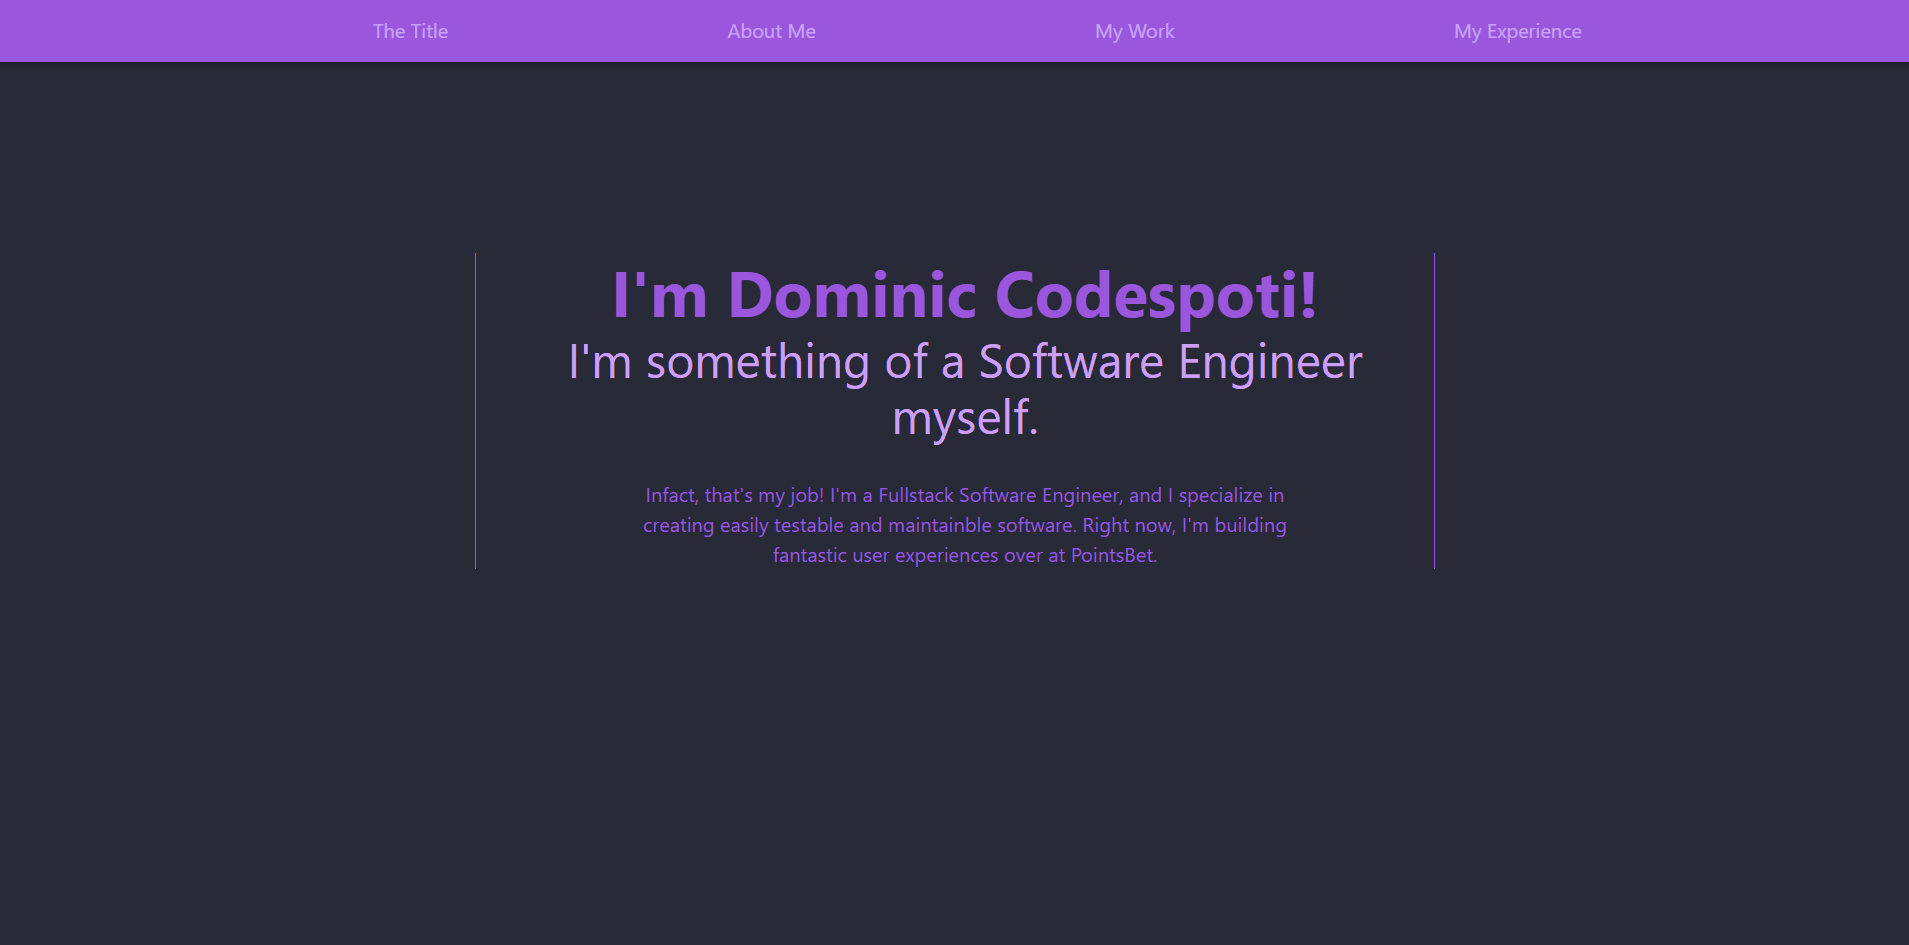 The Title
About Me
My Work
My Experience
I'm Dominic Codespoti!
I'm something of a Software Engineer
myself.
Infact, that's my job! I'm a Fullstack Software Engineer, and I specialize in
creating easily testable and maintainble software. Right now, I'm building
fantastic user experiences over at PointsBet.